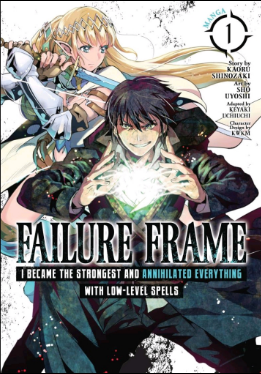 MANGA
1
Story by
KAORU
SHINOZAKI
Art by
SHO
UYOSHI
Adapted by
KEYAKI
UCHIUCHI
Character
Design by
KWKM
FAILURE FRAME
I BECAME THE STRONGEST AND ANNIHILATED EVERYTHING
WITH LOW-LEVEL SPELLS